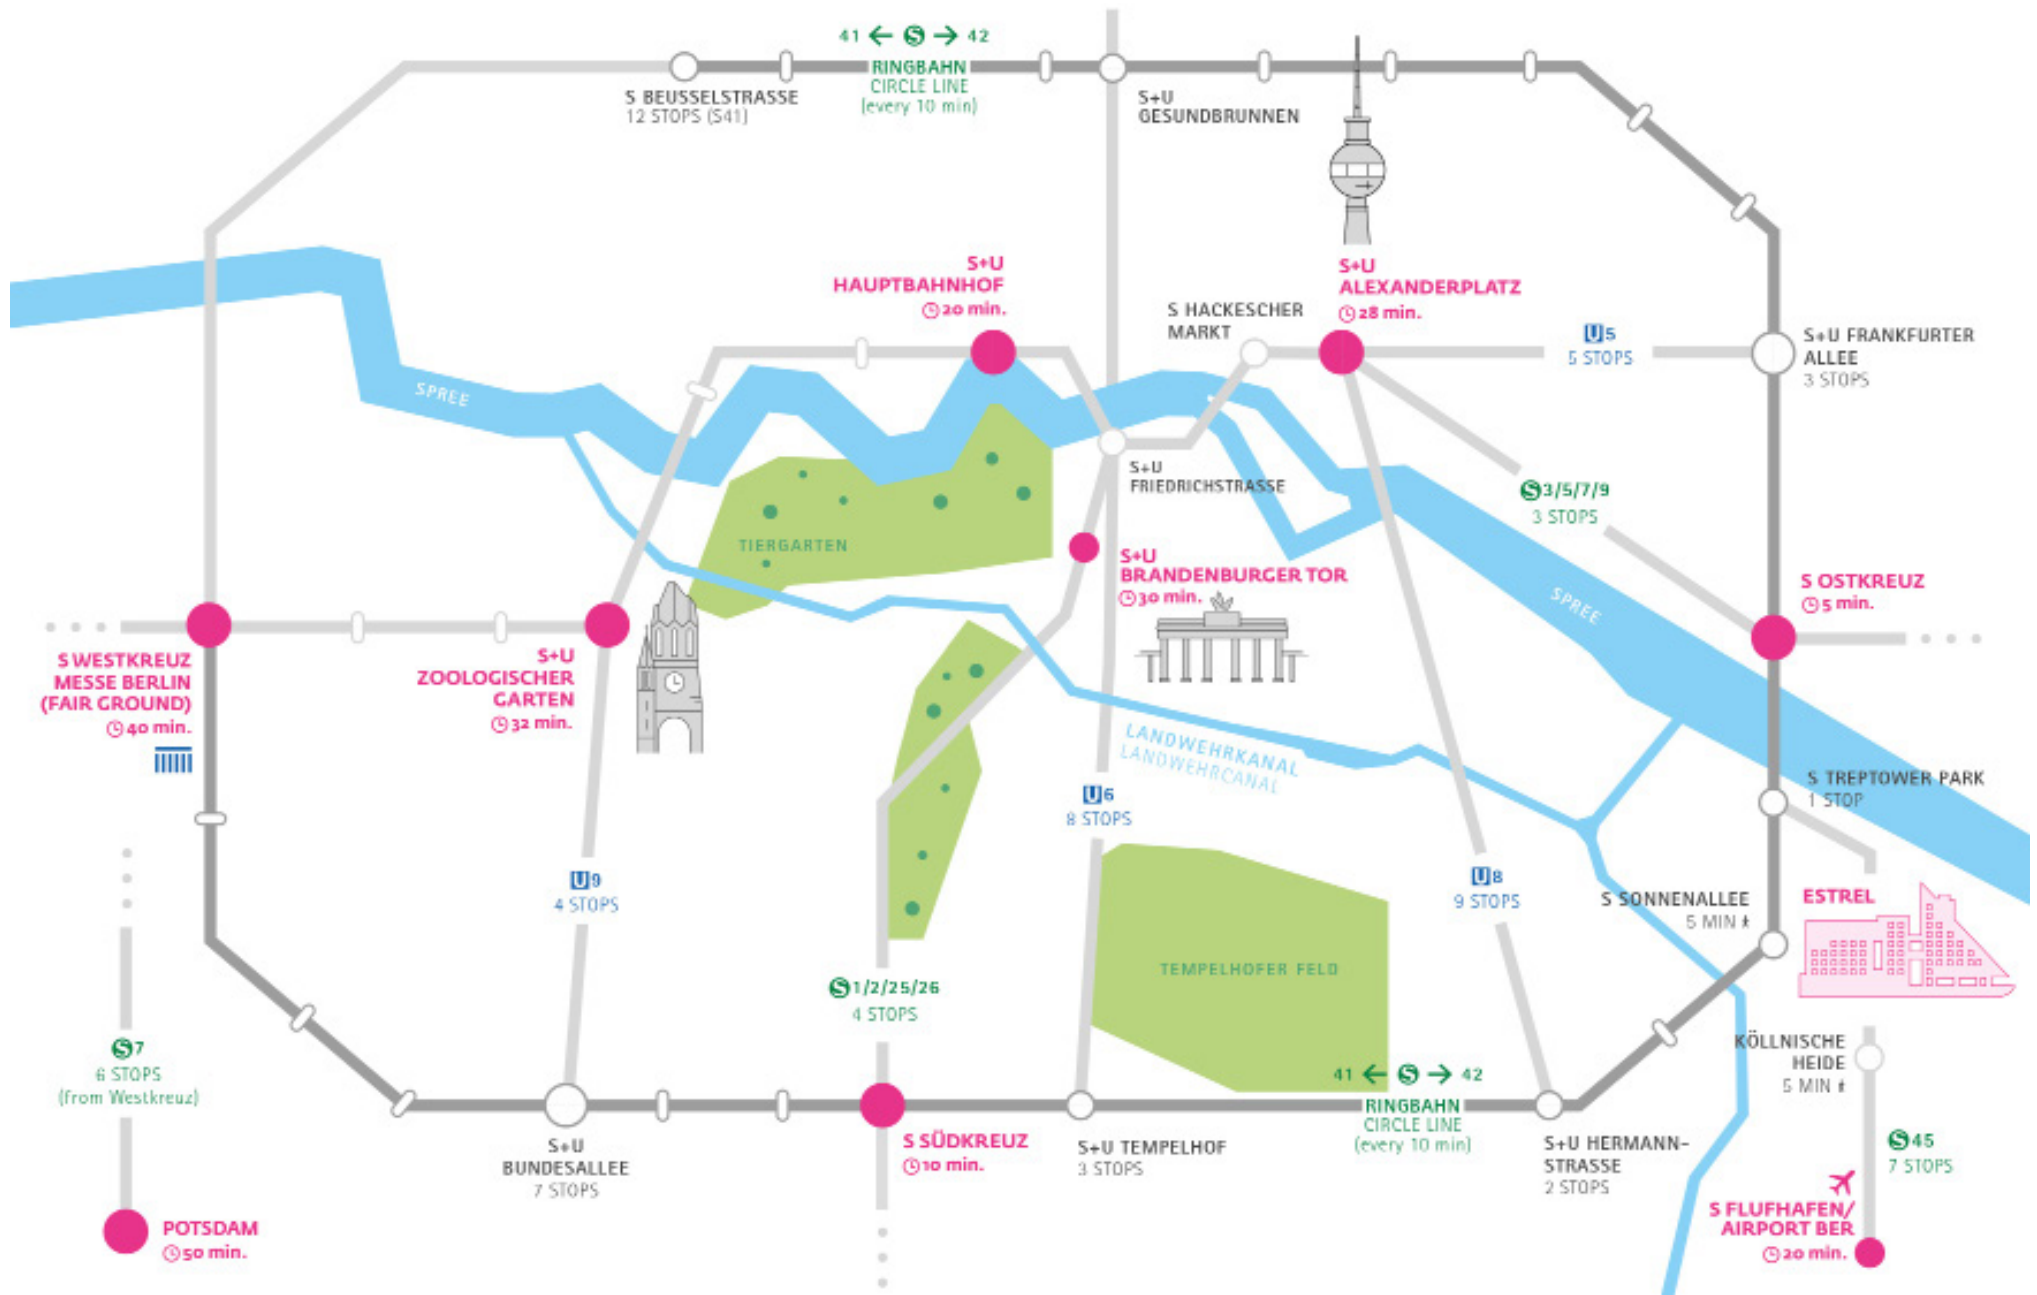 41 ← S → 42
RINGBAHN
CIRCLE LINE
(every 10 min)
S BEUSSELSTRASSE
12 STOPS (S41)
S+U
GESUNDBRUNNEN
S+U
HAUPTBAHNHOF
20 min.
S+U
ALEXANDERPLATZ
28 min.
S HACKESCHER
MARKT
U5
5 STOPS
S+U FRANKFURTER
ALLEE
3 STOPS
SPREE
S+U
FRIEDRICHSTRASSE
S3/5/7/9
3 STOPS
TIERGARTEN
S+U
BRANDENBURGER TOR
30 min.
S OSTKREUZ
5 min.
SPREE
S WESTKREUZ
MESSE BERLIN
(FAIR GROUND)
40 min.
S+U
ZOOLOGISCHER
GARTEN
32 min.
LANDWEHRKANAL
LANDWEHRCANAL
S TREPTOWER PARK
1 STOP
U6
8 STOPS
U9
4 STOPS
U8
9 STOPS
S SONNENALLEE
5 MIN
ESTREL
TEMPELHOFER FELD
S1/2/25/26
4 STOPS
S7
6 STOPS
(from Westkreuz)
KÖLLNISCHE
HEIDE
5 MIN
41 ← S → 42
RINGBAHN
CIRCLE LINE
(every 10 min)
S+U
BUNDESALLEE
7 STOPS
S SÜDKREUZ
10 min.
S+U TEMPELHOF
3 STOPS
S+U HERMANN-
STRASSE
2 STOPS
S45
7 STOPS
POTSDAM
50 min.
S FLUFHAFEN/
AIRPORT BER
20 min.